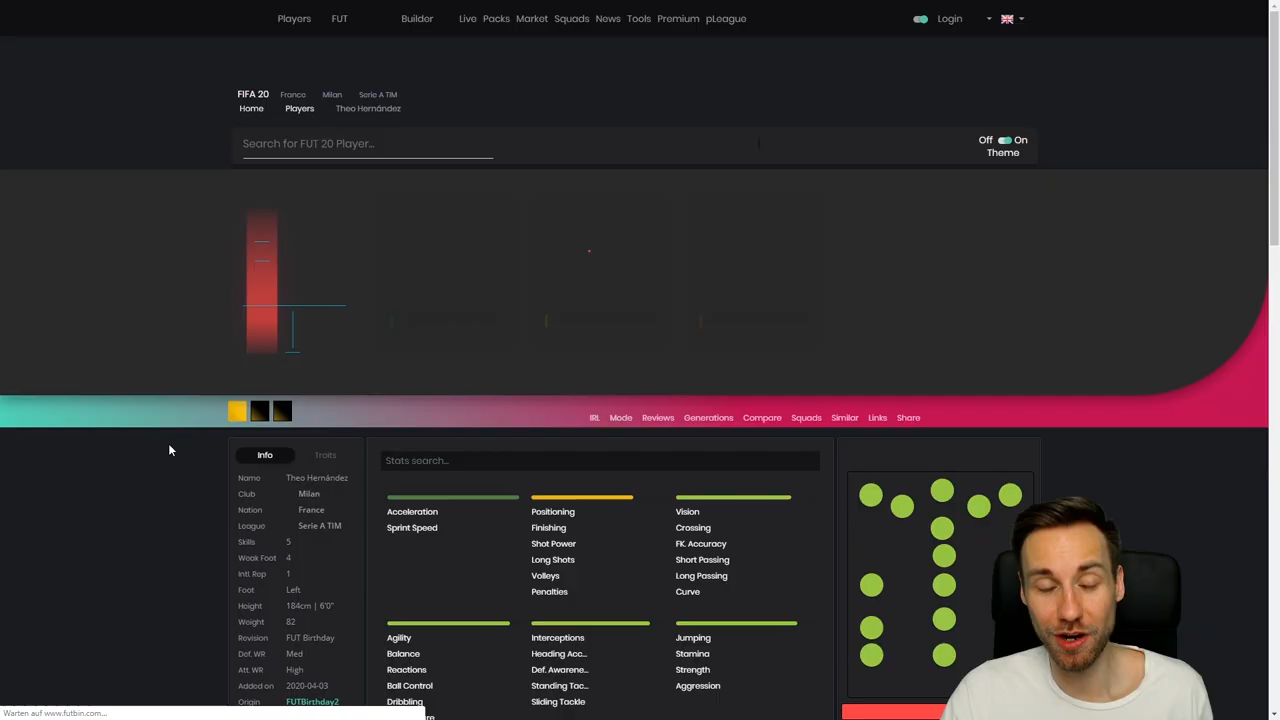 Players FUT Builder Live Packs Market Squads News Tools Premium pLeague Login
FIFA 20 France Milan Serie A TIM
Home Players Theo Hernández
Search for FUT 20 Player...
Off On
Theme
IRL Mode Reviews Generations Compare Squads Similar Links Share
Info Traits
Name Theo Hernández
Club Milan
Nation France
League Serie A TIM
Skills 5
Weak Foot 4
Intl Rep 1
Foot Left
Height 184cm | 6'0"
Weight 82
Revision FUT Birthday
Def. WR Med
Att. WR High
Added on 2020-04-03
Origin FUTBirthday2
Stats search...
Acceleration
Sprint Speed
Positioning
Finishing
Shot Power
Long Shots
Volleys
Penalties
Vision
Crossing
FK. Accuracy
Short Passing
Long Passing
Curve
Agility
Balance
Reactions
Ball Control
Dribbling
Interceptions
Heading Acc...
Def. Awarene...
Standing Tac...
Sliding Tackle
Jumping
Stamina
Strength
Aggression
Warten auf www.futbin.com...